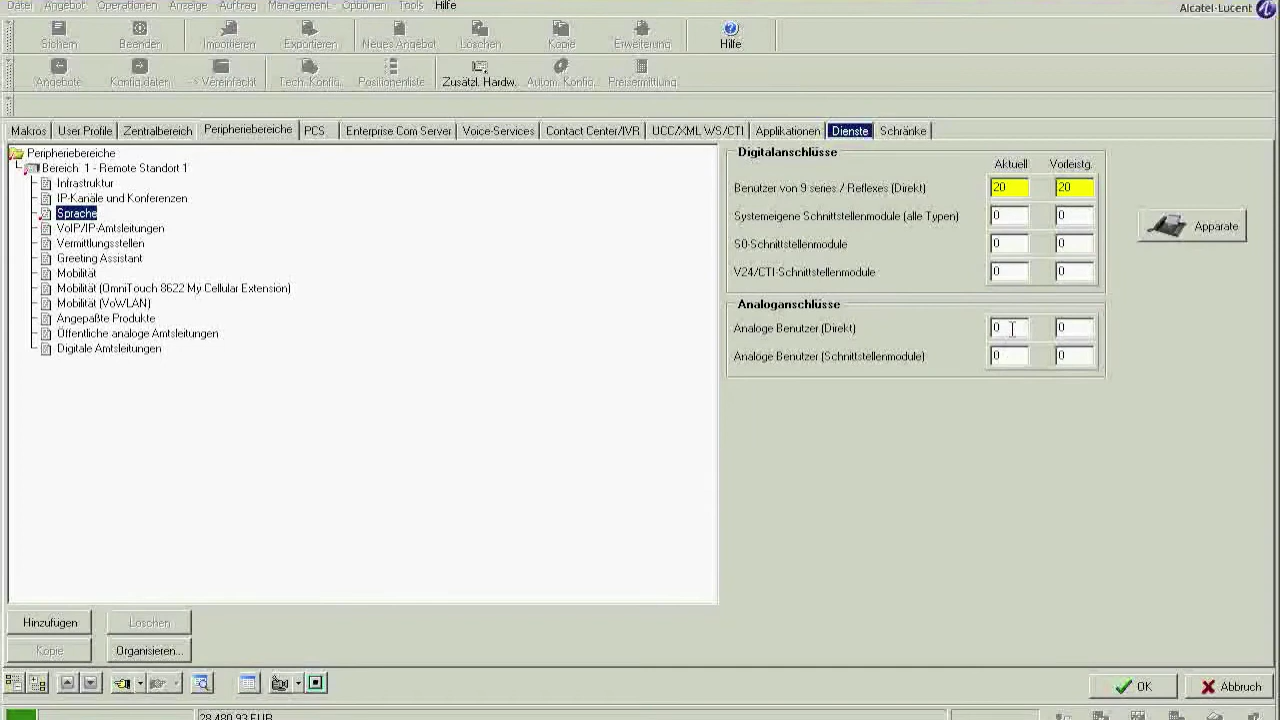 Datei Angebot Operationen Anzeige Auftrag Management Optionen Tools Hilfe
Alcatel·Lucent
Sichern Beenden Importieren Exportieren Neues Angebot Löschen Kopie Erweiterung Hilfe
Angebote Konfig.daten -> Vereinfacht Tech. Konfig. Positionenliste Zusätzl. Hardw. Autom. Konfig. Preisermittlung
Makros User Profile Zentralbereich Peripheriebereiche PCS Enterprise Com Server Voice-Services Contact Center/IVR UCC/XML WS/CTI Applikationen Dienste Schränke
Peripheriebereiche
Bereich 1 - Remote Standort 1
Infrastruktur
IP-Kanäle und Konferenzen
Sprache
VoIP/IP-Amtsleitungen
Vermittlungsstellen
Greeting Assistant
Mobilität
Mobilität (OmniTouch 8622 My Cellular Extension)
Mobilität (VoWLAN)
Angepaßte Produkte
Öffentliche analoge Amtsleitungen
Digitale Amtsleitungen
Digitalanschlüsse
Aktuell Vorleistg.
Benutzer von 9 series / Reflexes (Direkt) 20 20
Systemeigene Schnittstellenmodule (alle Typen) 0 0
S0-Schnittstellenmodule 0 0
V24/CTI-Schnittstellenmodule 0 0
Apparate
Analoganschlüsse
Analoge Benutzer (Direkt) 0 0
Analoge Benutzer (Schnittstellenmodule) 0 0
Hinzufügen Löschen
Kopie Organisieren...
OK Abbruch
28.480,93 EUR